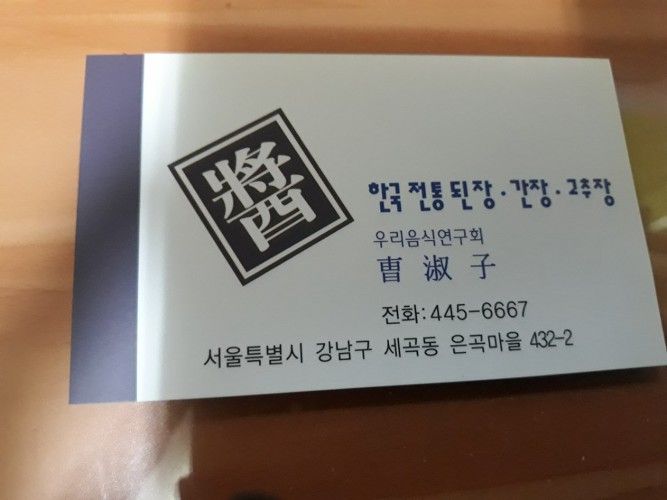 醬
한국 전통 된장·간장·고추장
우리음식연구회
曺 淑 子
전화:445-6667
서울특별시 강남구 세곡동 은곡마을 432-2